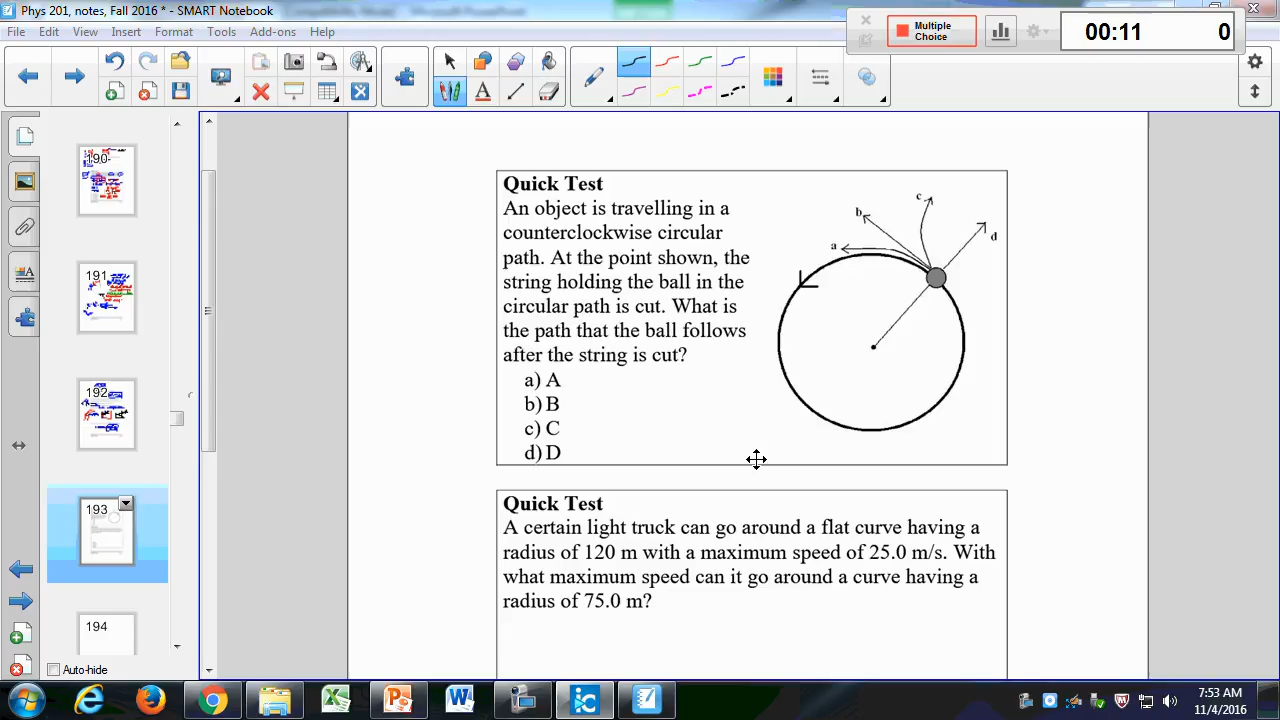 Phys 201, notes, Fall 2016 * - SMART Notebook
File Edit View Insert Format Tools Add-ons Help
Multiple
Choice
00:11 0
190
191
192
193
194
Auto-hide
Quick Test
An object is travelling in a
counterclockwise circular
path. At the point shown, the
string holding the ball in the
circular path is cut. What is
the path that the ball follows
after the string is cut?
a) A
b) B
c) C
d) D
a
b
c
d
Quick Test
A certain light truck can go around a flat curve having a
radius of 120 m with a maximum speed of 25.0 m/s. With
what maximum speed can it go around a curve having a
radius of 75.0 m?
7:53 AM
11/4/2016